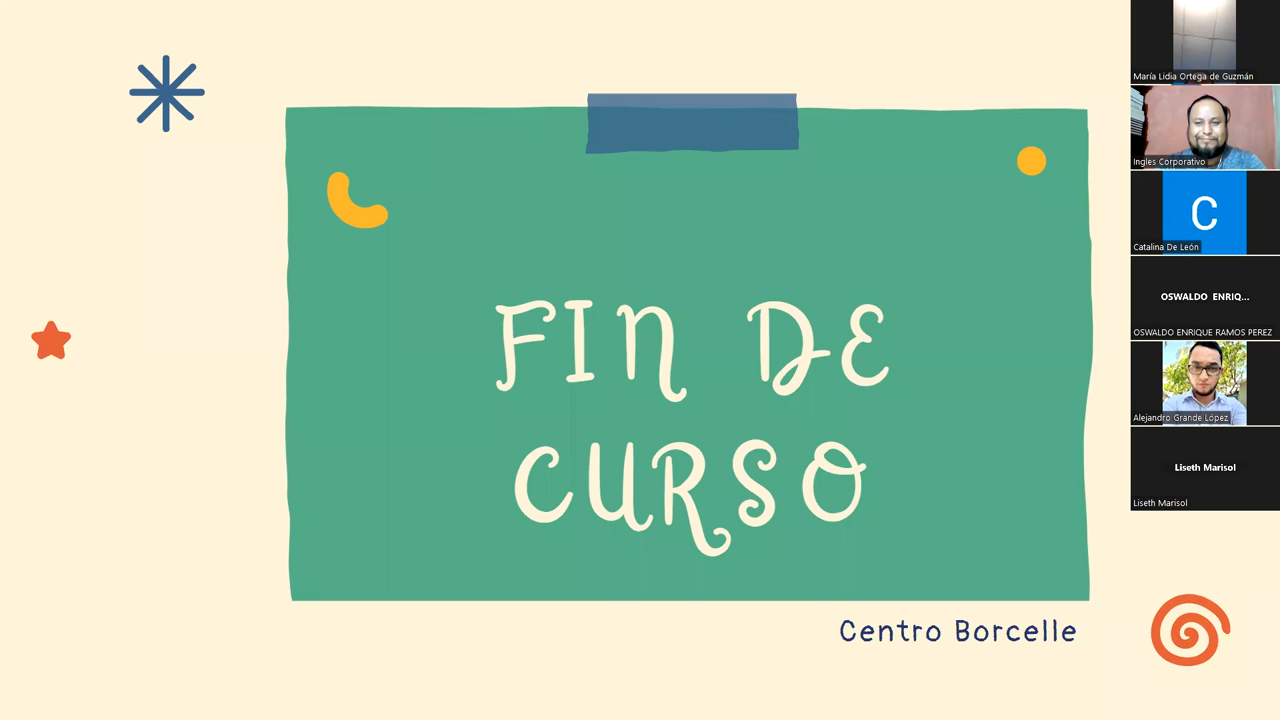 FIN DE
CURSO
Centro Borcelle
María Lidia Ortega de Guzmán
Ingles Corporativo
C
Catalina De León
OSWALDO ENRIQ...
OSWALDO ENRIQUE RAMOS PEREZ
Alejandro Grande López
Liseth Marisol
Liseth Marisol